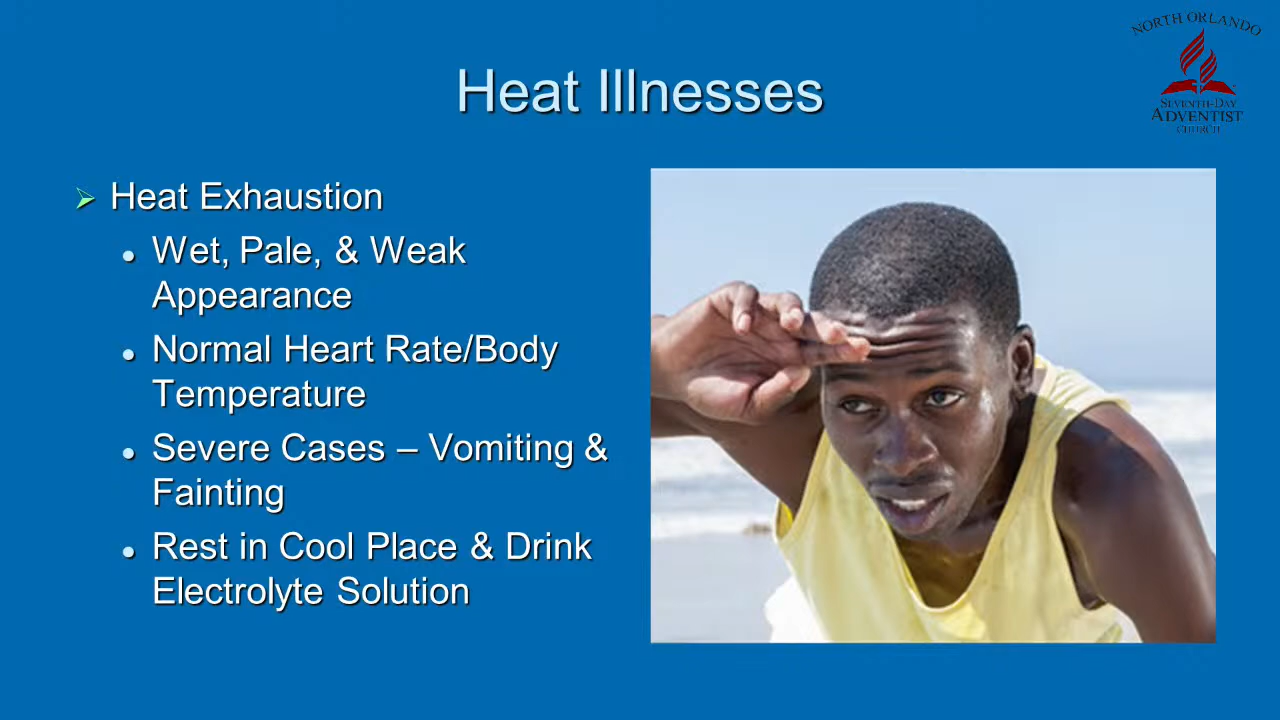 NORTH ORLANDO
SEVENTH-DAY
ADVENTIST
CHURCH
Heat Illnesses
Heat Exhaustion
Wet, Pale, & Weak
Appearance
Normal Heart Rate/Body
Temperature
Severe Cases – Vomiting &
Fainting
Rest in Cool Place & Drink
Electrolyte Solution